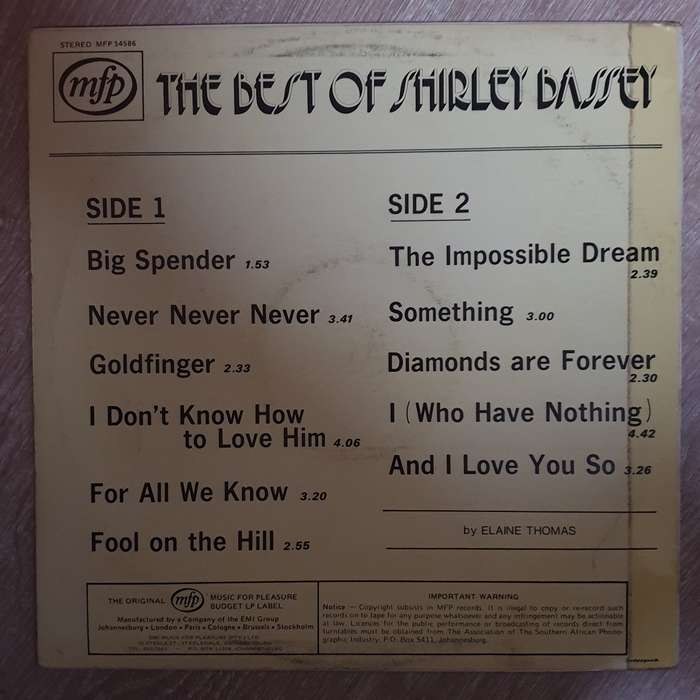 STEREO MFP 54586
mfp THE BEST OF SHIRLEY BASSEY
SIDE 1
Big Spender 1.53
Never Never Never 3.41
Goldfinger 2.33
I Don't Know How
to Love Him 4.06
For All We Know 3.20
Fool on the Hill 2.55
SIDE 2
The Impossible Dream
2.39
Something 3.00
Diamonds are Forever
2.30
I (Who Have Nothing)
4.42
And I Love You So 3.26
by ELAINE THOMAS
THE ORIGINAL mfp MUSIC FOR PLEASURE
BUDGET LP LABEL
Manufactured by a Company of the EMI Group
Johannesburg • London • Paris • Cologne • Brussels • Stockholm
IMPORTANT WARNING
Notice — Copyright subsists in MFP records. It is illegal to copy or re-record such
records on to tape for any purpose whatsoever and any infringement may be actionable
at law. Licences for the public performance or broadcasting of records direct from
turntables must be obtained from The Association of The Southern African Phono-
graphic Industry, P.O. Box 5411, Johannesburg.